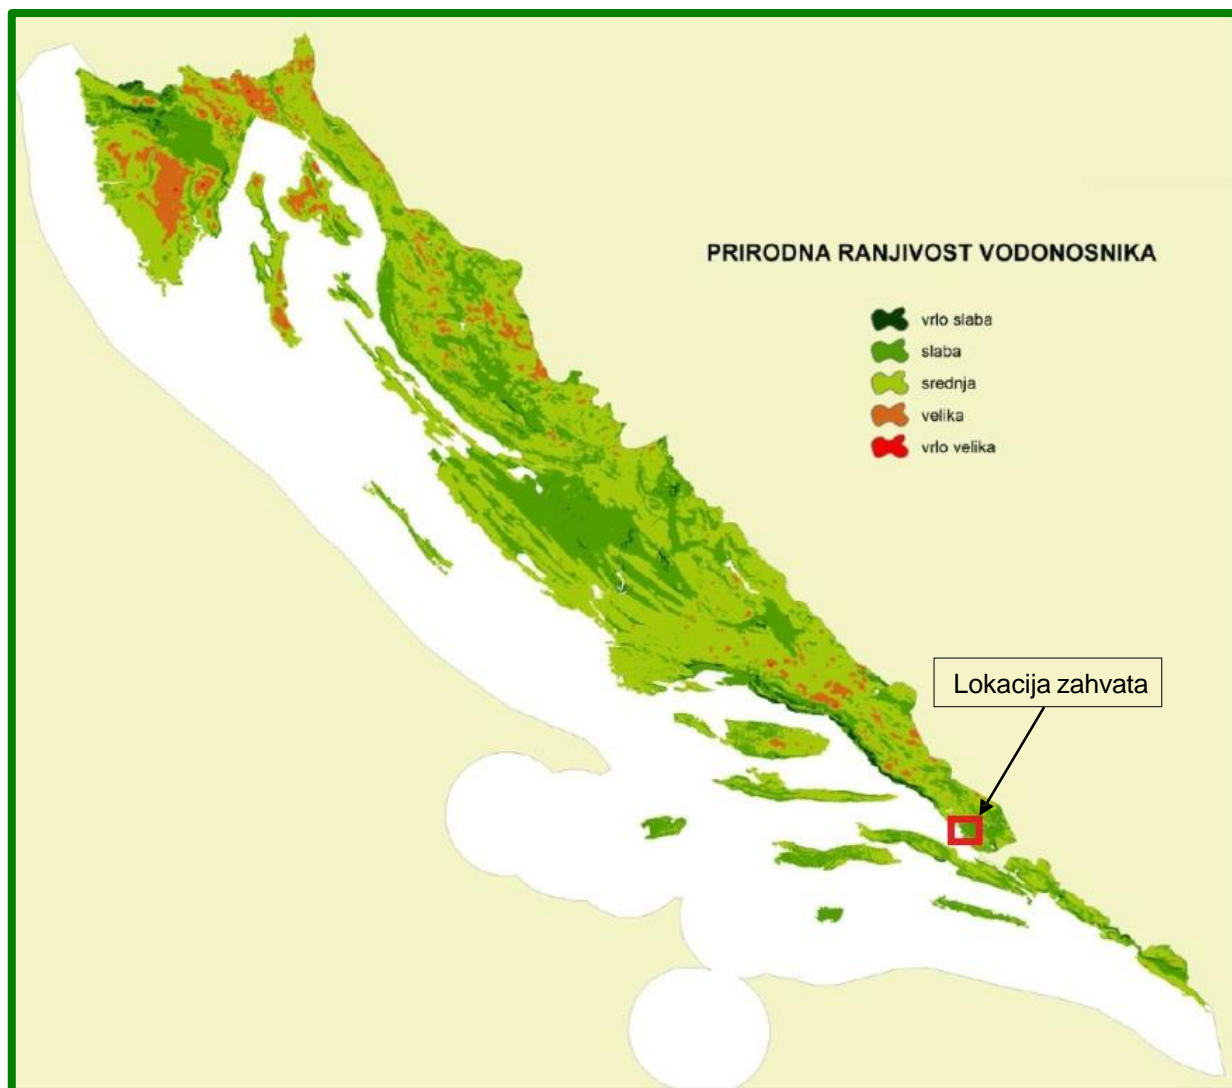 PRIRODNA RANJIVOST VODONOSNIKA
vrlo slaba
slaba
srednja
velika
vrlo velika
Lokacija zahvata